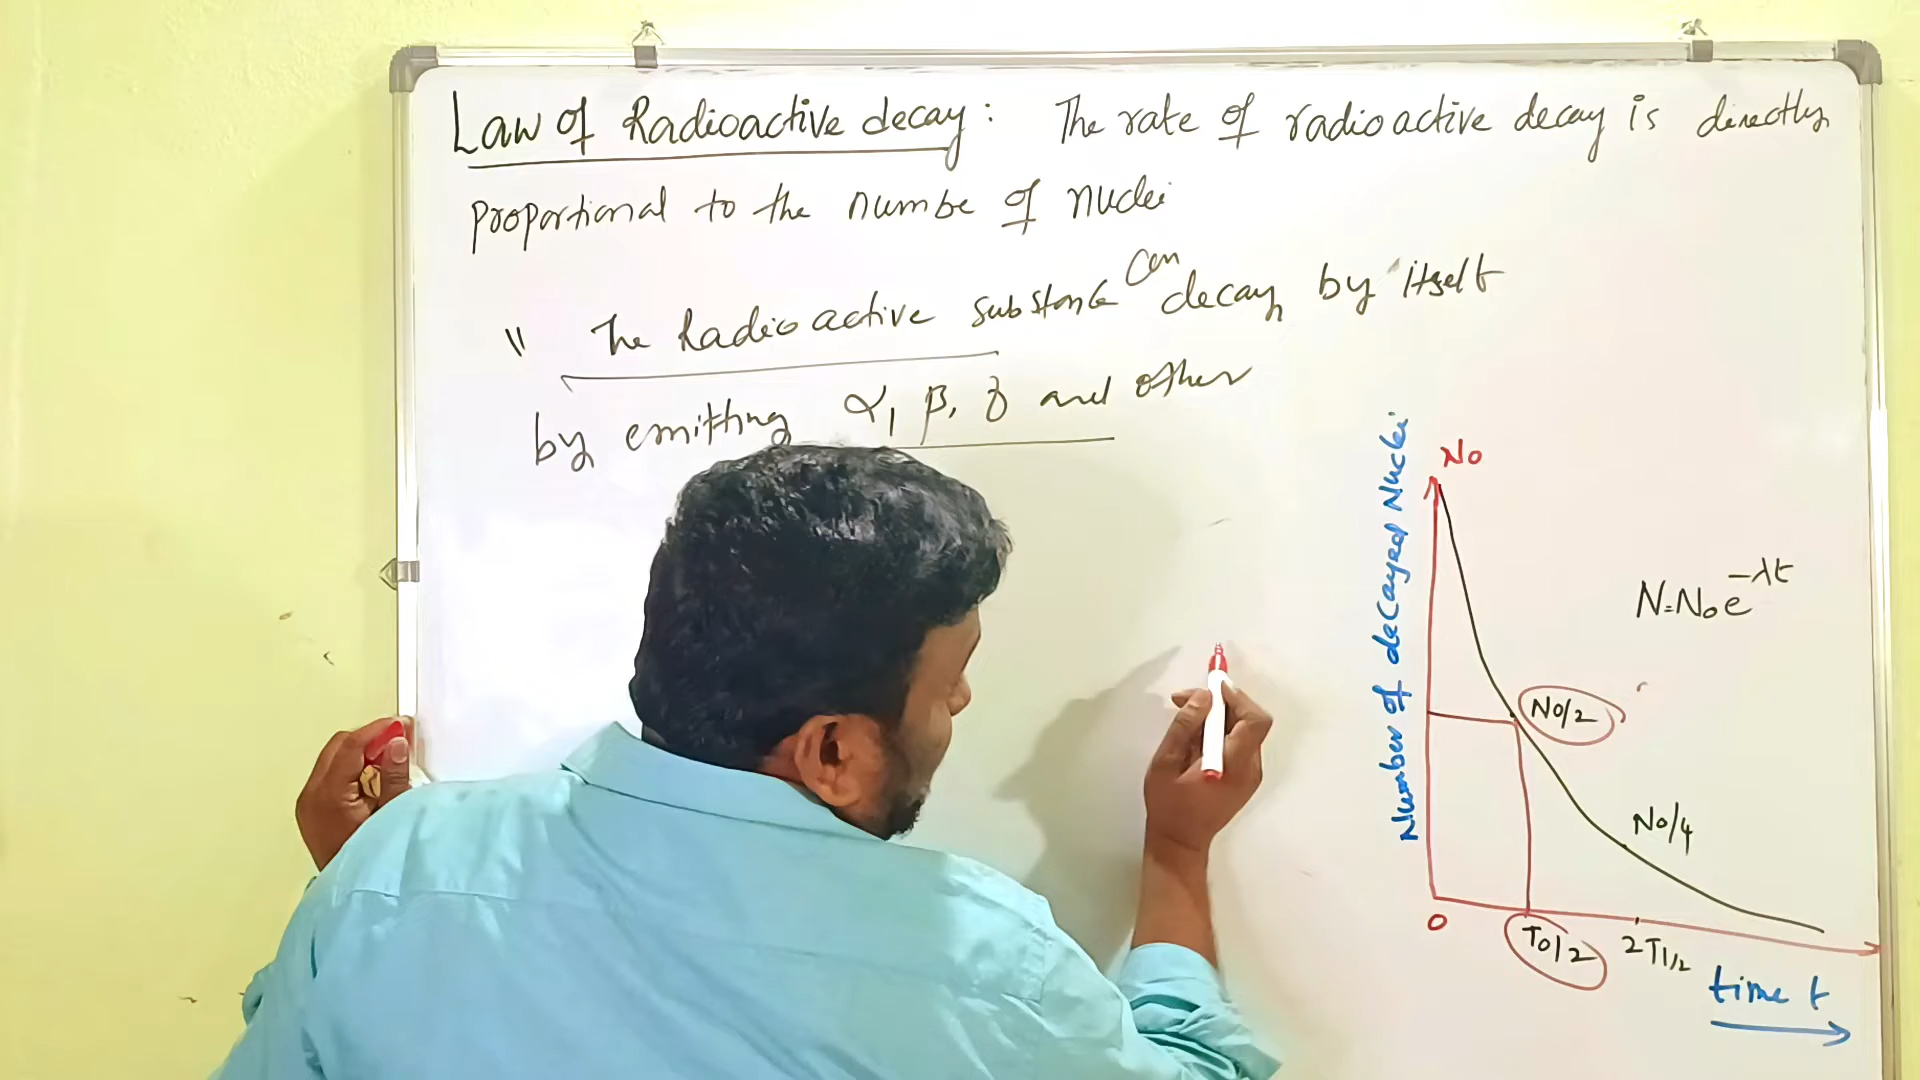 Law of Radioactive decay : The rate of radioactive decay is directly
proportional to the numbe of nuclei
" The Radioactive substance can decay by itself
by emitting α, β, γ and other
Number of decayed Nuclei
No
N=Noe^-λt
No/2
No/4
0
To/2
2T1/2
time t